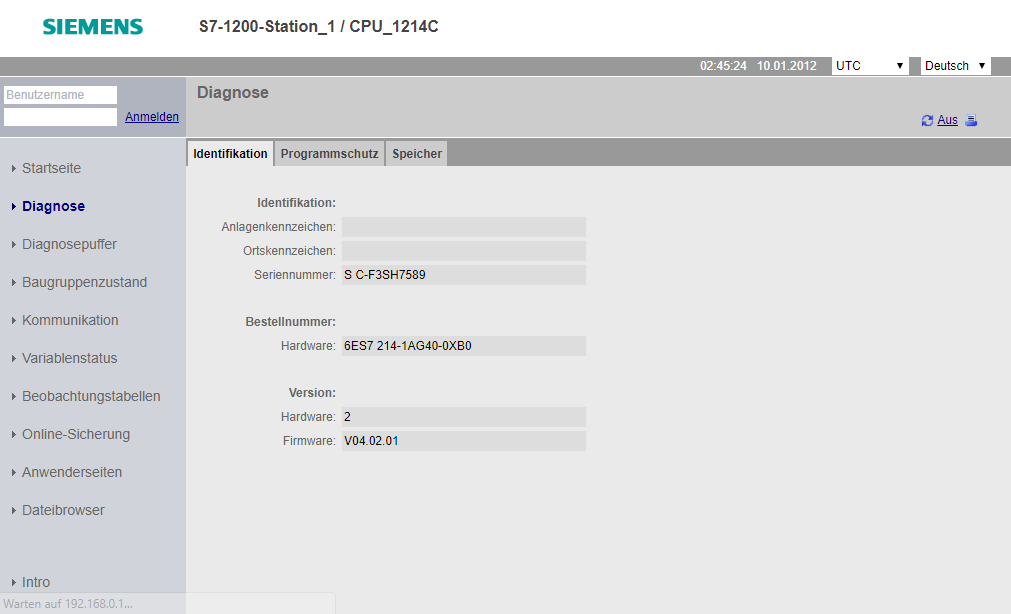 SIEMENS
S7-1200-Station_1 / CPU_1214C
02:45:24 10.01.2012 UTC Deutsch
Benutzername
Anmelden
Diagnose
Aus
Identifikation Programmschutz Speicher
Startseite
Diagnose
Diagnosepuffer
Baugruppenzustand
Kommunikation
Variablenstatus
Beobachtungstabellen
Online-Sicherung
Anwenderseiten
Dateibrowser
Intro
Identifikation:
Anlagenkennzeichen:
Ortskennzeichen:
Seriennummer: S C-F3SH7589
Bestellnummer:
Hardware: 6ES7 214-1AG40-0XB0
Version:
Hardware: 2
Firmware: V04.02.01
Warten auf 192.168.0.1...